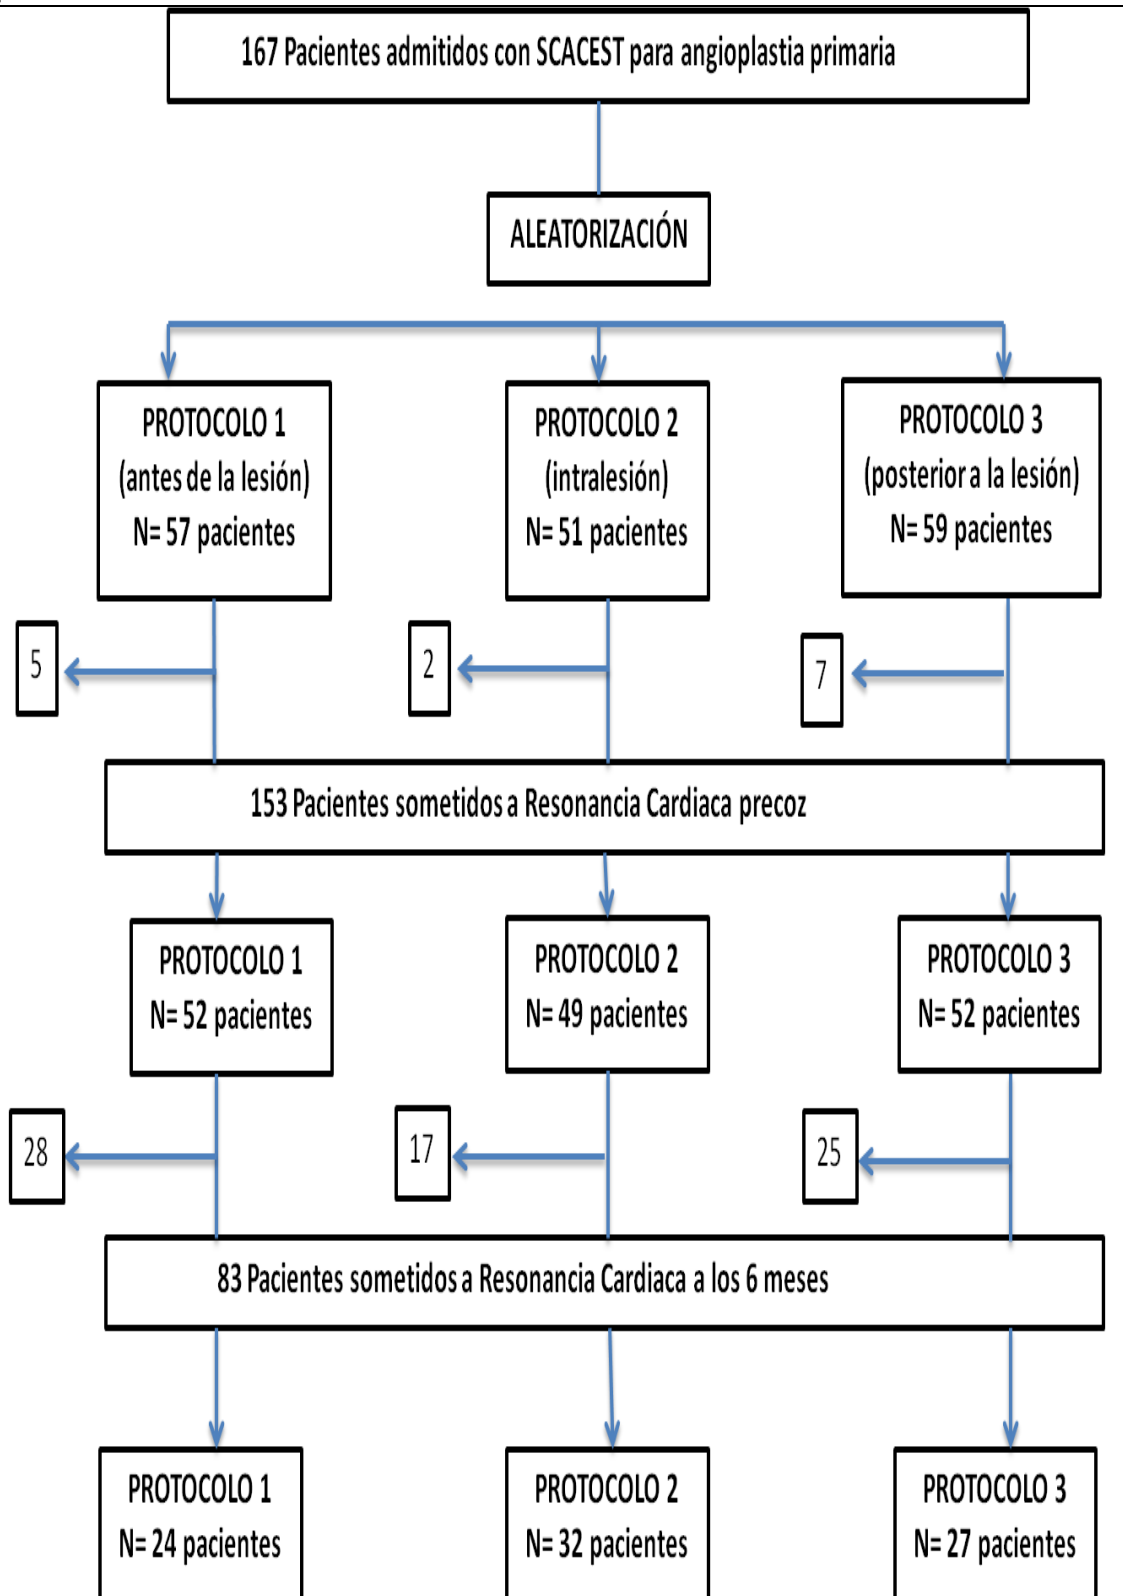 167 Pacientes admitidos con SCACEST para angioplastia primaria
ALEATORIZACIÓN
PROTOCOLO 1
(antes de la lesión)
N= 57 pacientes
PROTOCOLO 2
(intralesión)
N= 51 pacientes
PROTOCOLO 3
(posterior a la lesión)
N= 59 pacientes
5
2
7
153 Pacientes sometidos a Resonancia Cardiaca precoz
PROTOCOLO 1
N= 52 pacientes
PROTOCOLO 2
N= 49 pacientes
PROTOCOLO 3
N= 52 pacientes
28
17
25
83 Pacientes sometidos a Resonancia Cardiaca a los 6 meses
PROTOCOLO 1
N= 24 pacientes
PROTOCOLO 2
N= 32 pacientes
PROTOCOLO 3
N= 27 pacientes